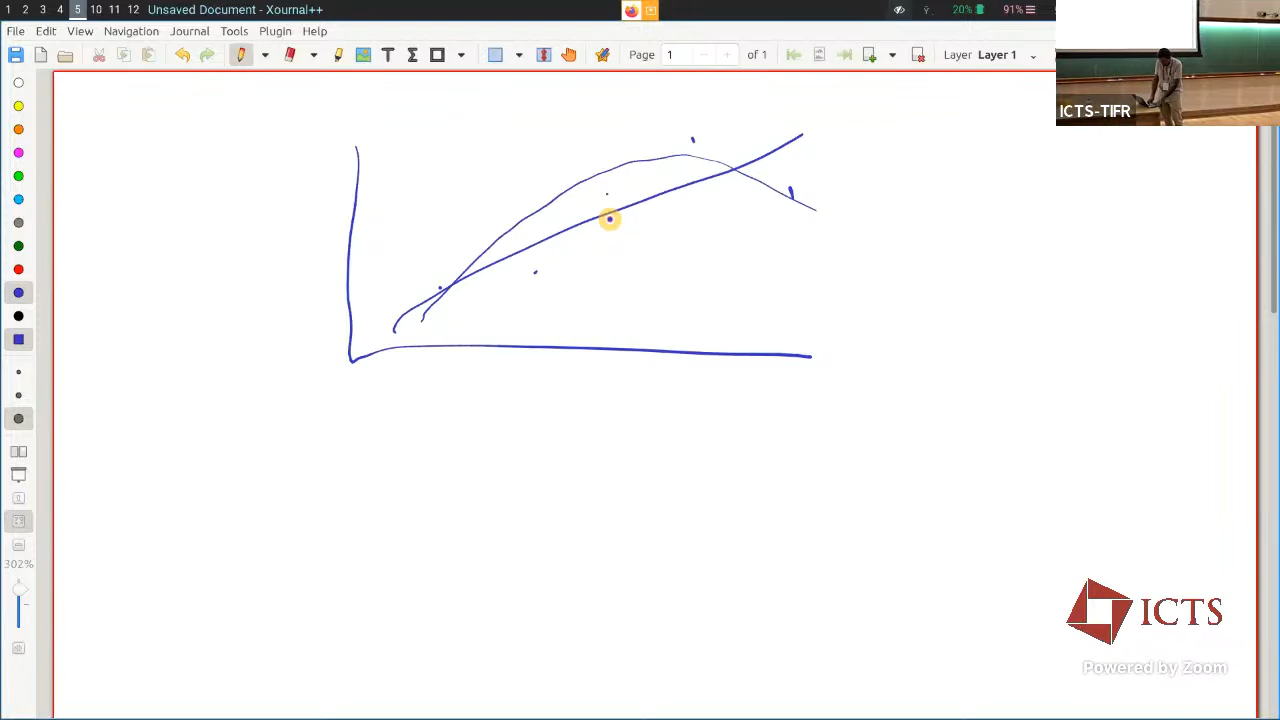 1 2 3 4 5 10 11 12 Unsaved Document - Xournal++ 20% 91%
File Edit View Navigation Journal Tools Plugin Help
Page 1 of 1 Layer Layer 1
ICTS-TIFR
302%
ICTS
Powered by Zoom